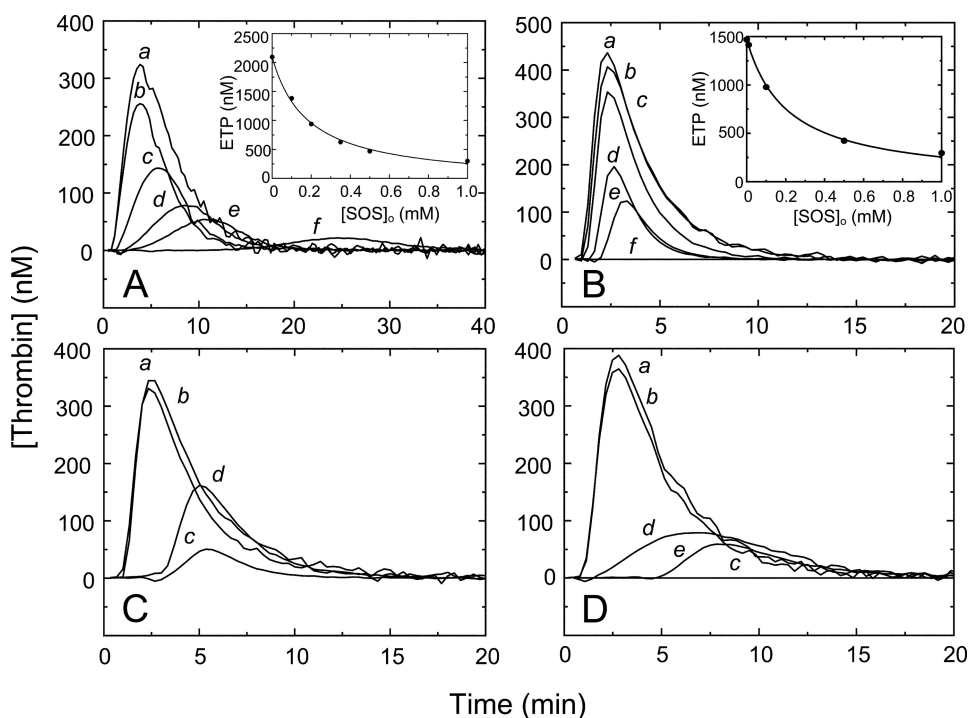 400
300
200
100
0
a
b
c
d
e
f
A
0 10 20 30 40
2500
2000
1500
1000
500
0
ETP (nM)
0 0.2 0.4 0.6 0.8 1.0
[SOS]o (mM)
500
400
300
200
100
0
a
b
c
d
e
f
B
0 5 10 15 20
1500
1000
500
0
ETP (nM)
0 0.2 0.4 0.6 0.8 1.0
[SOS]o (mM)
[Thrombin] (nM)
400
300
200
100
0
a
b
d
c
C
0 5 10 15 20
400
300
200
100
0
a
b
d
e
c
D
0 5 10 15 20
Time (min)